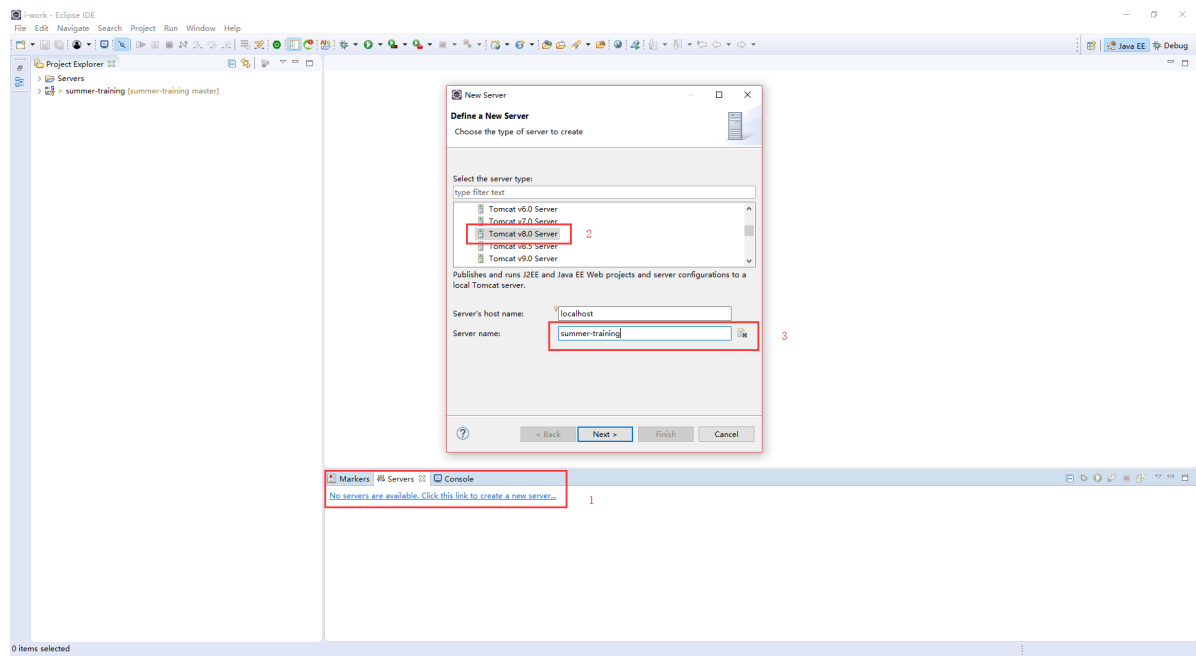 i-work - Eclipse IDE
File Edit Navigate Search Project Run Window Help
Java EE Debug
Project Explorer
Servers
> summer-training [summer-training master]
New Server
Define a New Server
Choose the type of server to create
Select the server type:
type filter text
Tomcat v6.0 Server
Tomcat v7.0 Server
Tomcat v8.0 Server
2
Tomcat v8.5 Server
Tomcat v9.0 Server
Publishes and runs J2EE and Java EE Web projects and server configurations to a
local Tomcat server.
Server's host name: localhost
Server name: summer-training
3
< Back Next > Finish Cancel
Markers Servers Console
No servers are available. Click this link to create a new server...
1
0 items selected